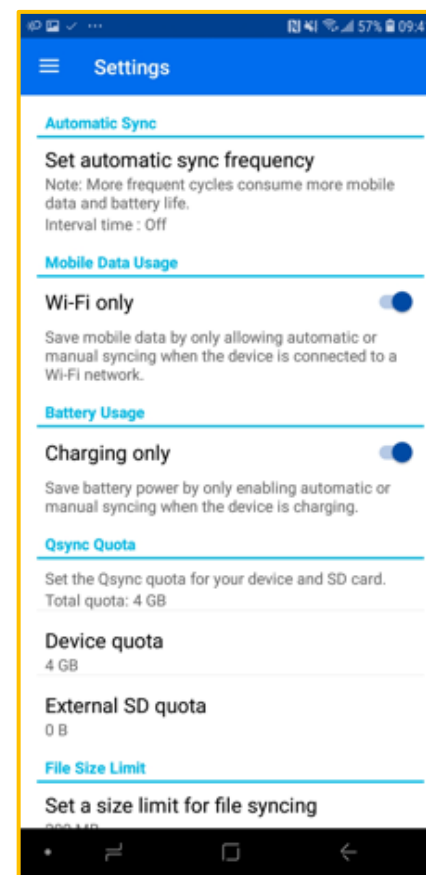 57% 09:4
Settings
Automatic Sync
Set automatic sync frequency
Note: More frequent cycles consume more mobile
data and battery life.
Interval time : Off
Mobile Data Usage
Wi-Fi only
Save mobile data by only allowing automatic or
manual syncing when the device is connected to a
Wi-Fi network.
Battery Usage
Charging only
Save battery power by only enabling automatic or
manual syncing when the device is charging.
Qsync Quota
Set the Qsync quota for your device and SD card.
Total quota: 4 GB
Device quota
4 GB
External SD quota
0 B
File Size Limit
Set a size limit for file syncing